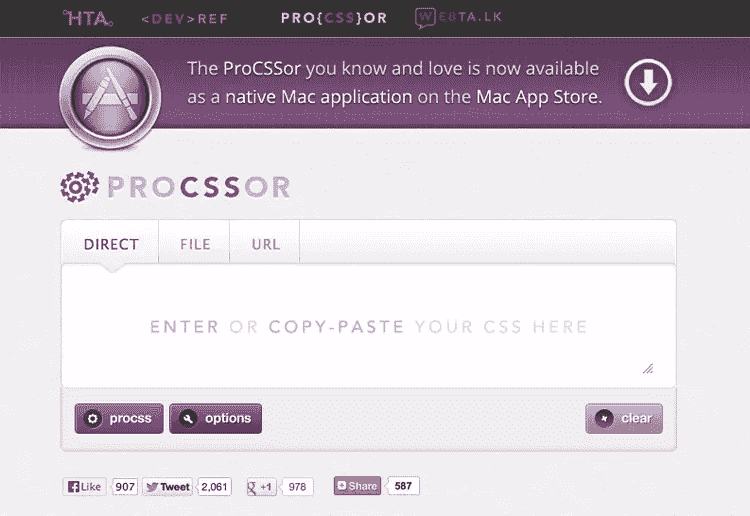 HTA
<DEV>REF
PRO{CSS}OR
WEBTA.LK
The ProCSSor you know and love is now available
as a native Mac application on the Mac App Store.
PROCSSOR
DIRECT FILE URL
ENTER OR COPY-PASTE YOUR CSS HERE
procss options clear
Like 907 Tweet 2,061 g +1 978 Share 587